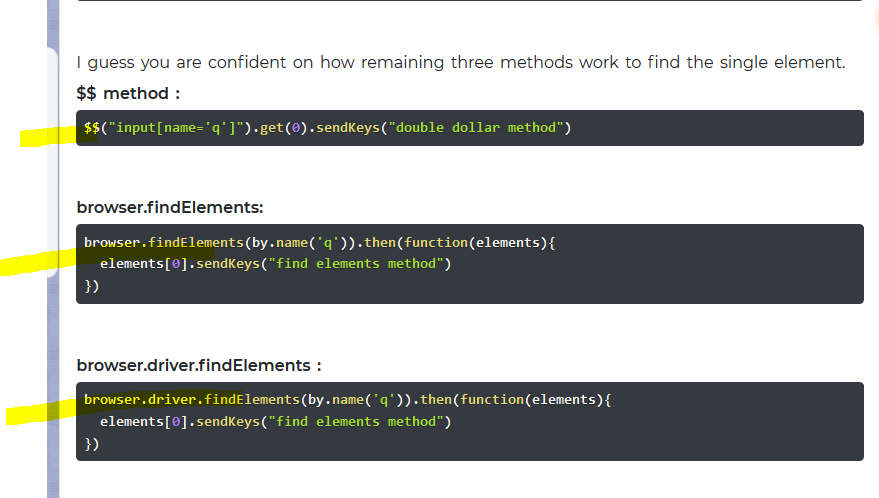 I guess you are confident on how remaining three methods work to find the single element.
$$ method :
$$("input[name='q']").get(0).sendKeys("double dollar method")
browser.findElements:
browser.findElements(by.name('q')).then(function(elements){
elements[0].sendKeys("find elements method")
})
browser.driver.findElements :
browser.driver.findElements(by.name('q')).then(function(elements){
elements[0].sendKeys("find elements method")
})